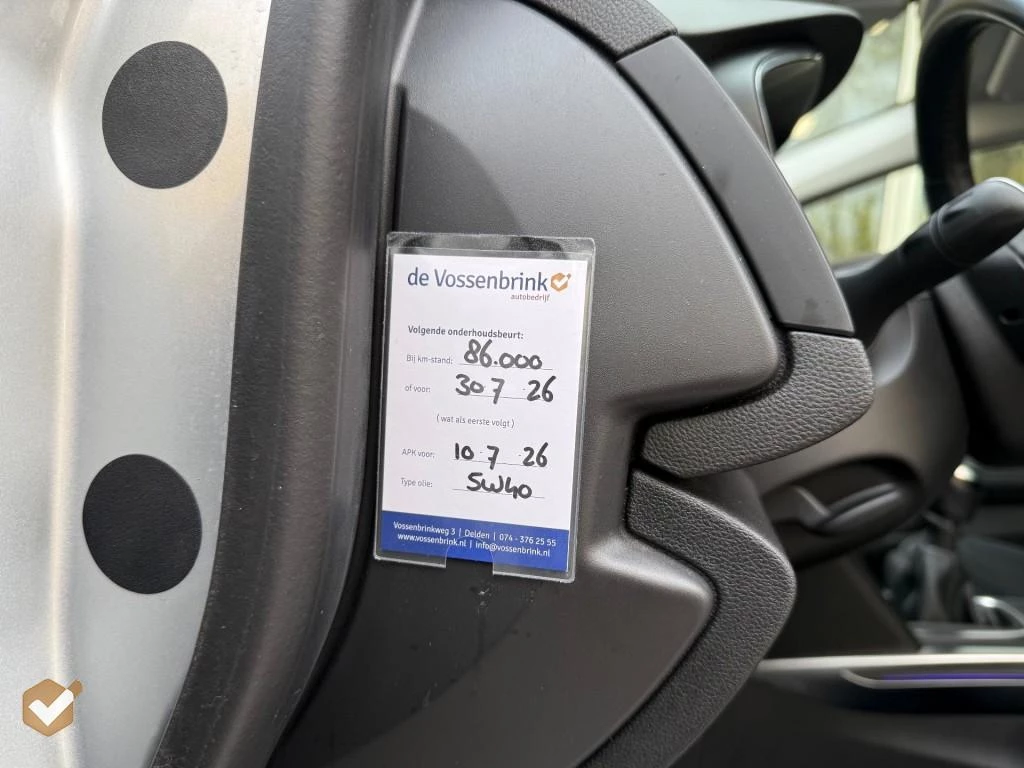 de Vossenbrink
autobedrijf
Volgende onderhoudsbeurt:
Bij km-stand: 86.000
of voor: 30 7 26
( wat als eerste volgt )
APK voor: 10 7 26
Type olie: 5W40
Vossenbrinkweg 3 | Delden | 074 - 376 25 55
www.vossenbrink.nl | info@vossenbrink.nl